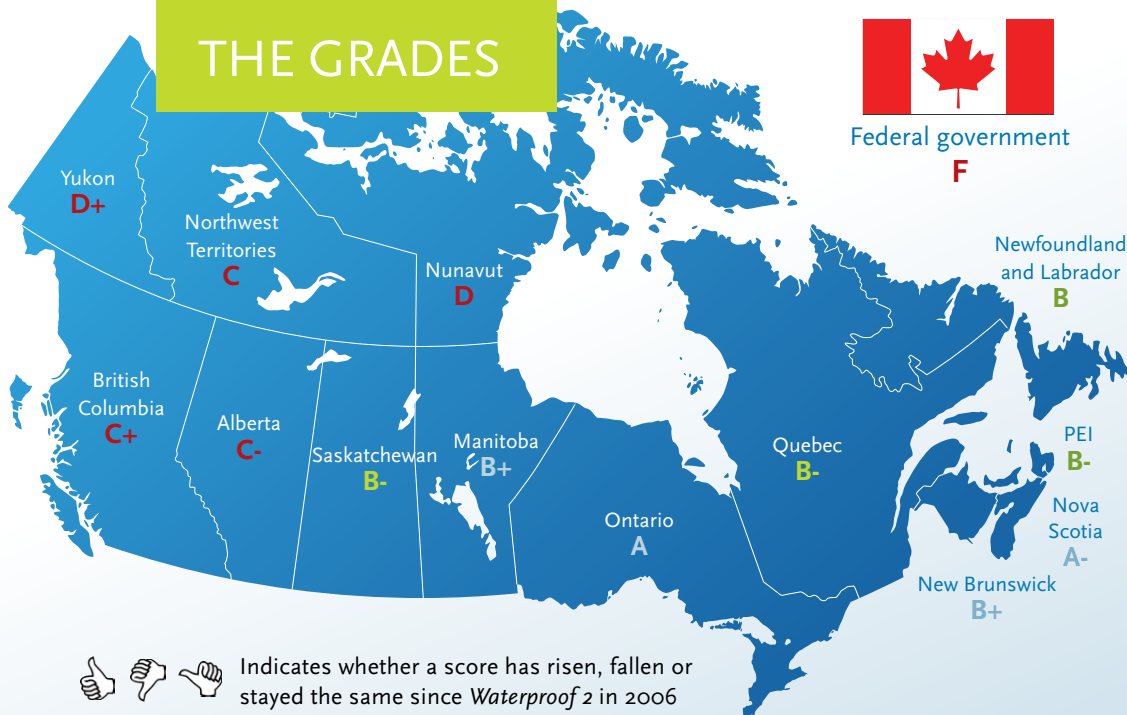 THE GRADES
Federal government
F
Yukon
D+
Northwest
Territories
C
Nunavut
D
Newfoundland
and Labrador
B
British
Columbia
C+
Alberta
C-
Saskatchewan
B-
Manitoba
B+
Ontario
A
Quebec
B-
PEI
B-
Nova
Scotia
A-
New Brunswick
B+
Indicates whether a score has risen, fallen or
stayed the same since Waterproof 2 in 2006